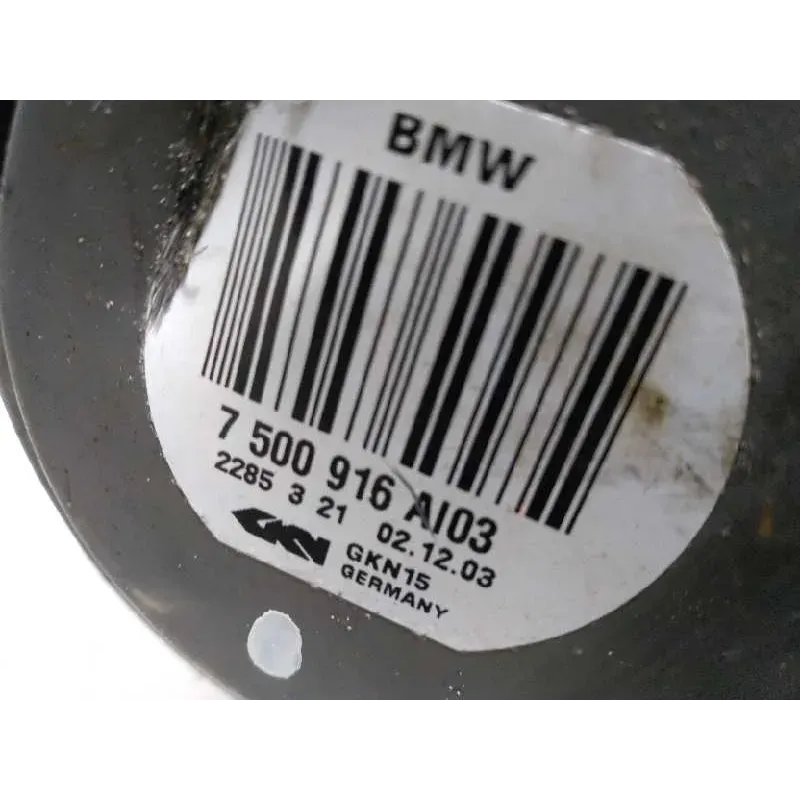 BMW
7 500 916 AI03
2285 3 21 02.12.03
GKN
GKN15
GERMANY